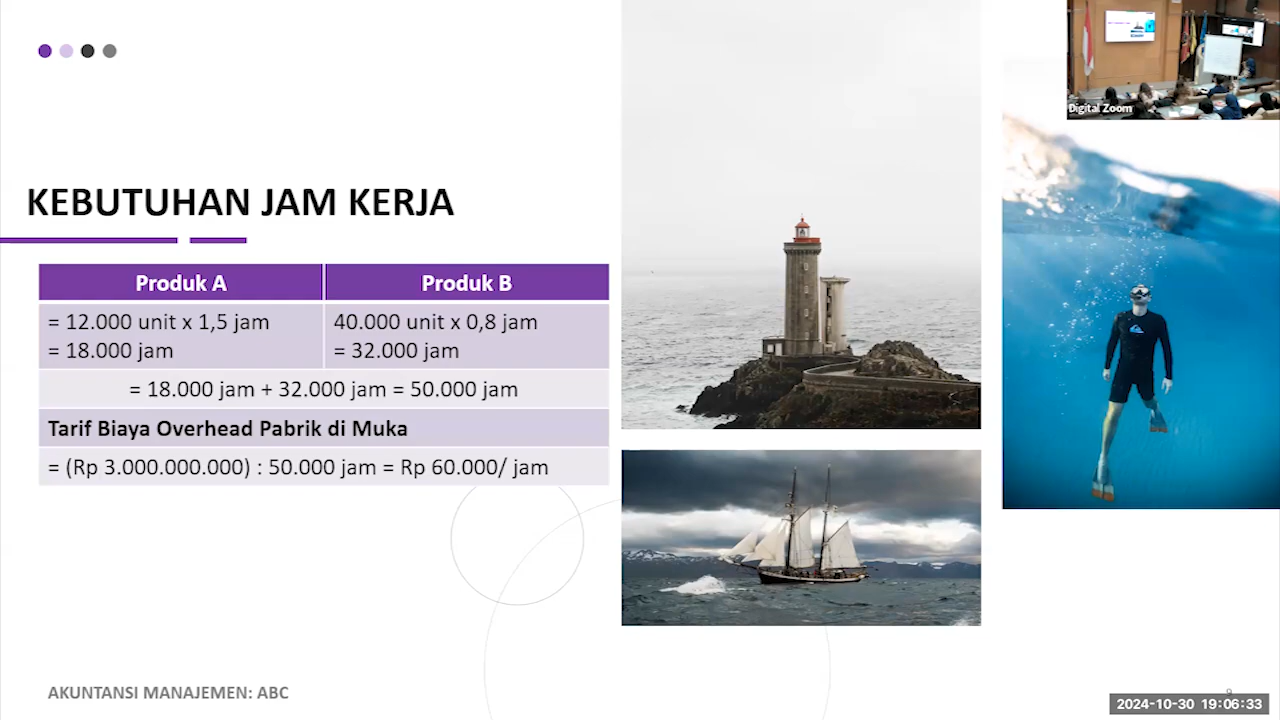 KEBUTUHAN JAM KERJA
Produk A
Produk B
= 12.000 unit x 1,5 jam
= 18.000 jam
40.000 unit x 0,8 jam
= 32.000 jam
= 18.000 jam + 32.000 jam = 50.000 jam
Tarif Biaya Overhead Pabrik di Muka
= (Rp 3.000.000.000) : 50.000 jam = Rp 60.000/ jam
AKUNTANSI MANAJEMEN: ABC
Digital Zoom
9
2024-10-30 19:06:33